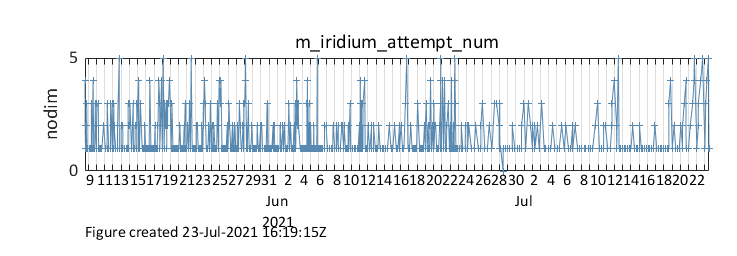 m_iridium_attempt_num
5
nodim
0
9 11 13 15 17 19 21 23 25 27 29 31 2 4 6 8 10 12 14 16 18 20 22 24 26 28 30 2 4 6 8 10 12 14 16 18 20 22
Jun Jul
2021
Figure created 23-Jul-2021 16:19:15Z